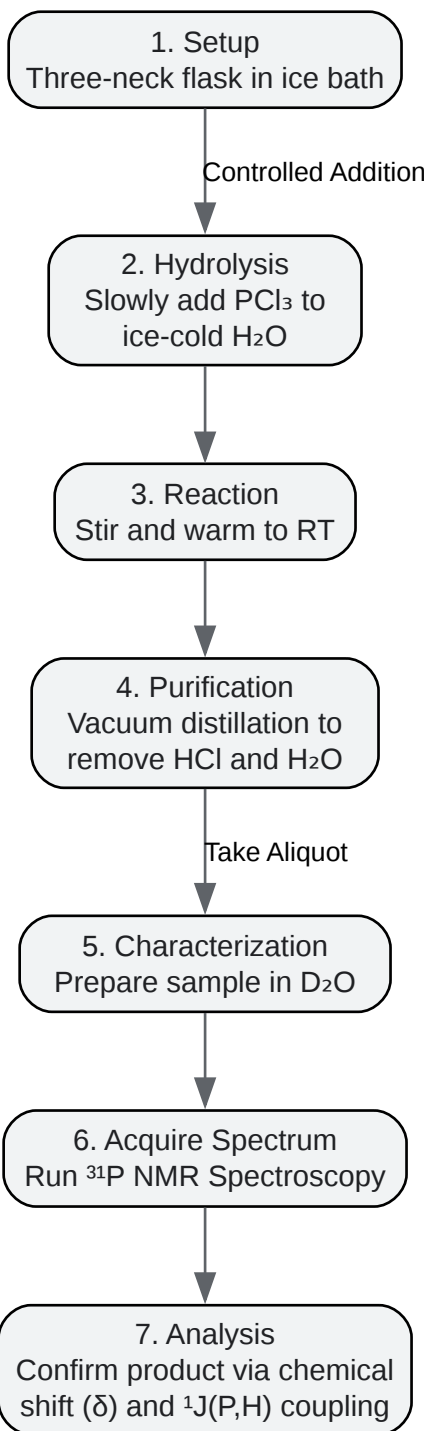 1. Setup
Three-neck flask in ice bath
Controlled Addition
2. Hydrolysis
Slowly add PCl₃ to
ice-cold H₂O
3. Reaction
Stir and warm to RT
4. Purification
Vacuum distillation to
remove HCl and H₂O
Take Aliquot
5. Characterization
Prepare sample in D₂O
6. Acquire Spectrum
Run ³¹P NMR Spectroscopy
7. Analysis
Confirm product via chemical
shift (δ) and ¹J(P,H) coupling